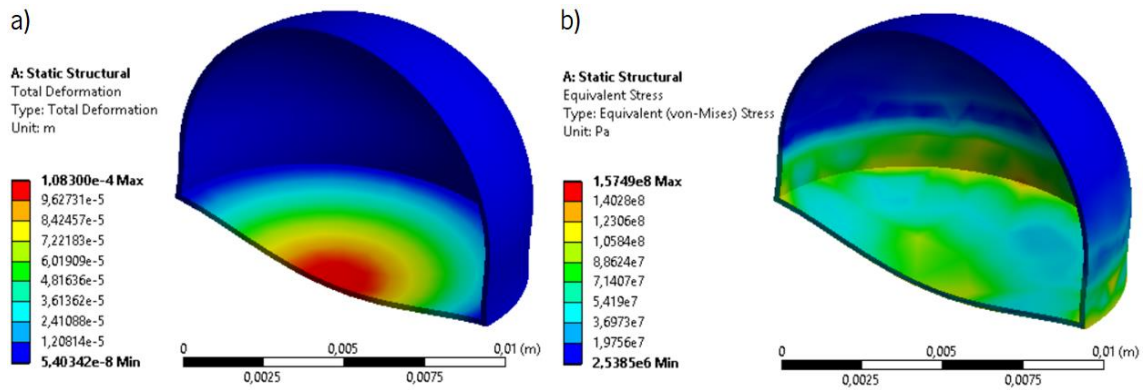 a)
A: Static Structural
Total Deformation
Type: Total Deformation
Unit: m
1,08300e-4 Max
9,62731e-5
8,42457e-5
7,22183e-5
6,01909e-5
4,81636e-5
3,61362e-5
2,41088e-5
1,20814e-5
5,40342e-8 Min
0 0,005 0,01 (m)
0,0025 0,0075
b)
A: Static Structural
Equivalent Stress
Type: Equivalent (von-Mises) Stress
Unit: Pa
1,5749e8 Max
1,4028e8
1,2306e8
1,0584e8
8,8624e7
7,1407e7
5,419e7
3,6973e7
1,9756e7
2,5385e6 Min
0 0,005 0,01 (m)
0,0025 0,0075